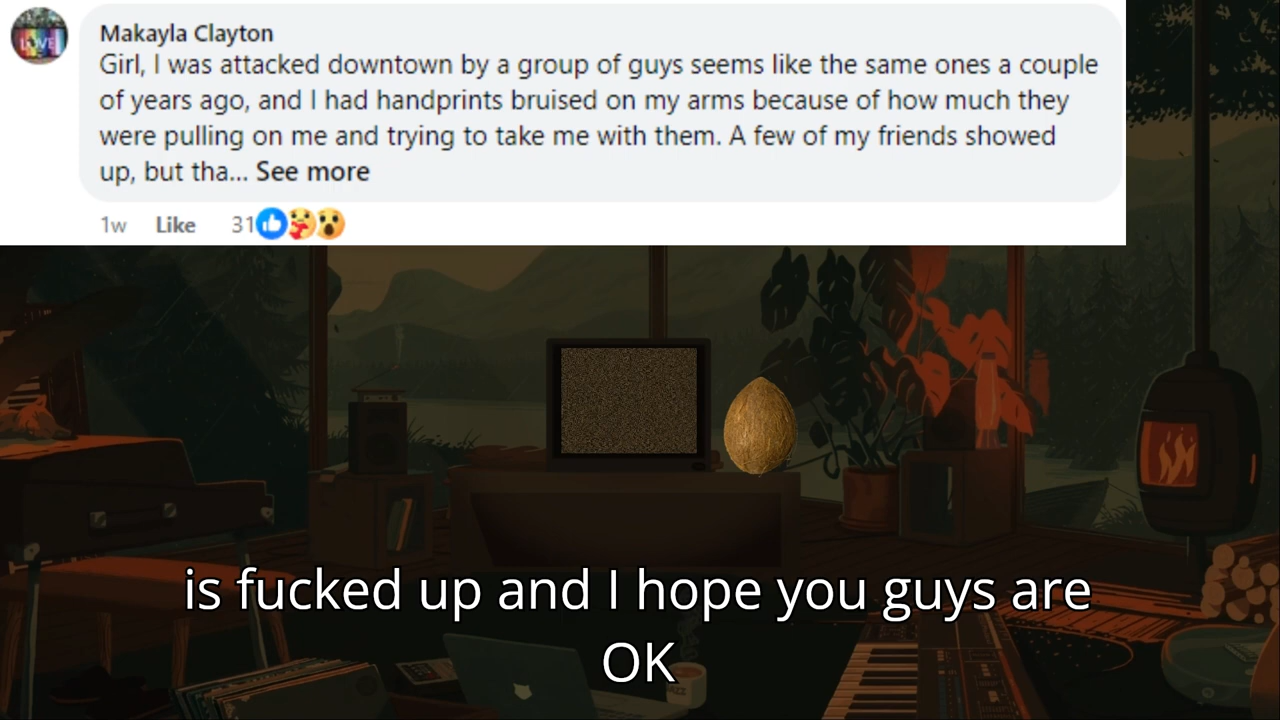 Makayla Clayton
Girl, I was attacked downtown by a group of guys seems like the same ones a couple
of years ago, and I had handprints bruised on my arms because of how much they
were pulling on me and trying to take me with them. A few of my friends showed
up, but tha... See more
1w Like 31
is fucked up and I hope you guys are
OK